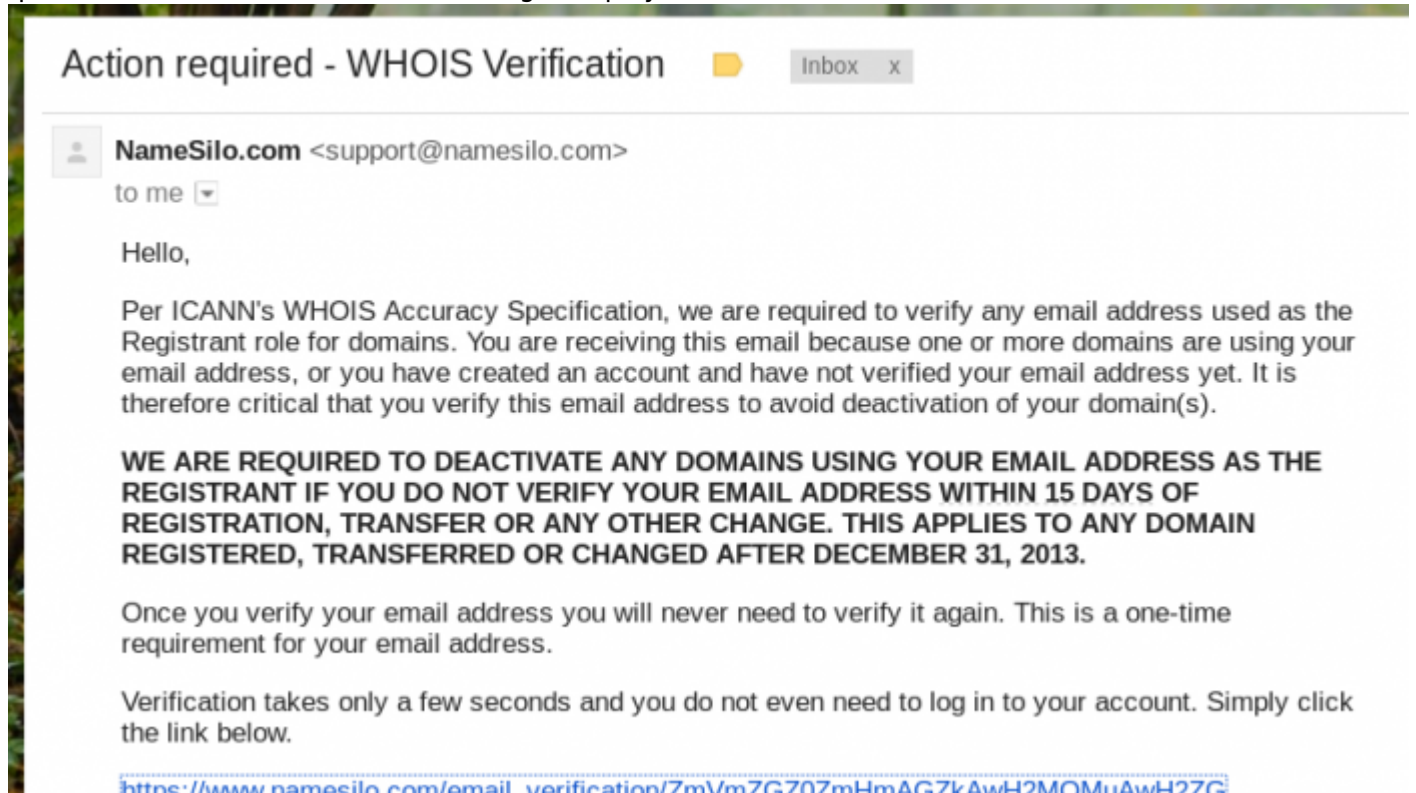 Action required - WHOIS Verification
Inbox x
NameSilo.com <support@namesilo.com>
to me
Hello,
Per ICANN's WHOIS Accuracy Specification, we are required to verify any email address used as the
Registrant role for domains. You are receiving this email because one or more domains are using your
email address, or you have created an account and have not verified your email address yet. It is
therefore critical that you verify this email address to avoid deactivation of your domain(s).
WE ARE REQUIRED TO DEACTIVATE ANY DOMAINS USING YOUR EMAIL ADDRESS AS THE
REGISTRANT IF YOU DO NOT VERIFY YOUR EMAIL ADDRESS WITHIN 15 DAYS OF
REGISTRATION, TRANSFER OR ANY OTHER CHANGE. THIS APPLIES TO ANY DOMAIN
REGISTERED, TRANSFERRED OR CHANGED AFTER DECEMBER 31, 2013.
Once you verify your email address you will never need to verify it again. This is a one-time
requirement for your email address.
Verification takes only a few seconds and you do not even need to log in to your account. Simply click
the link below.